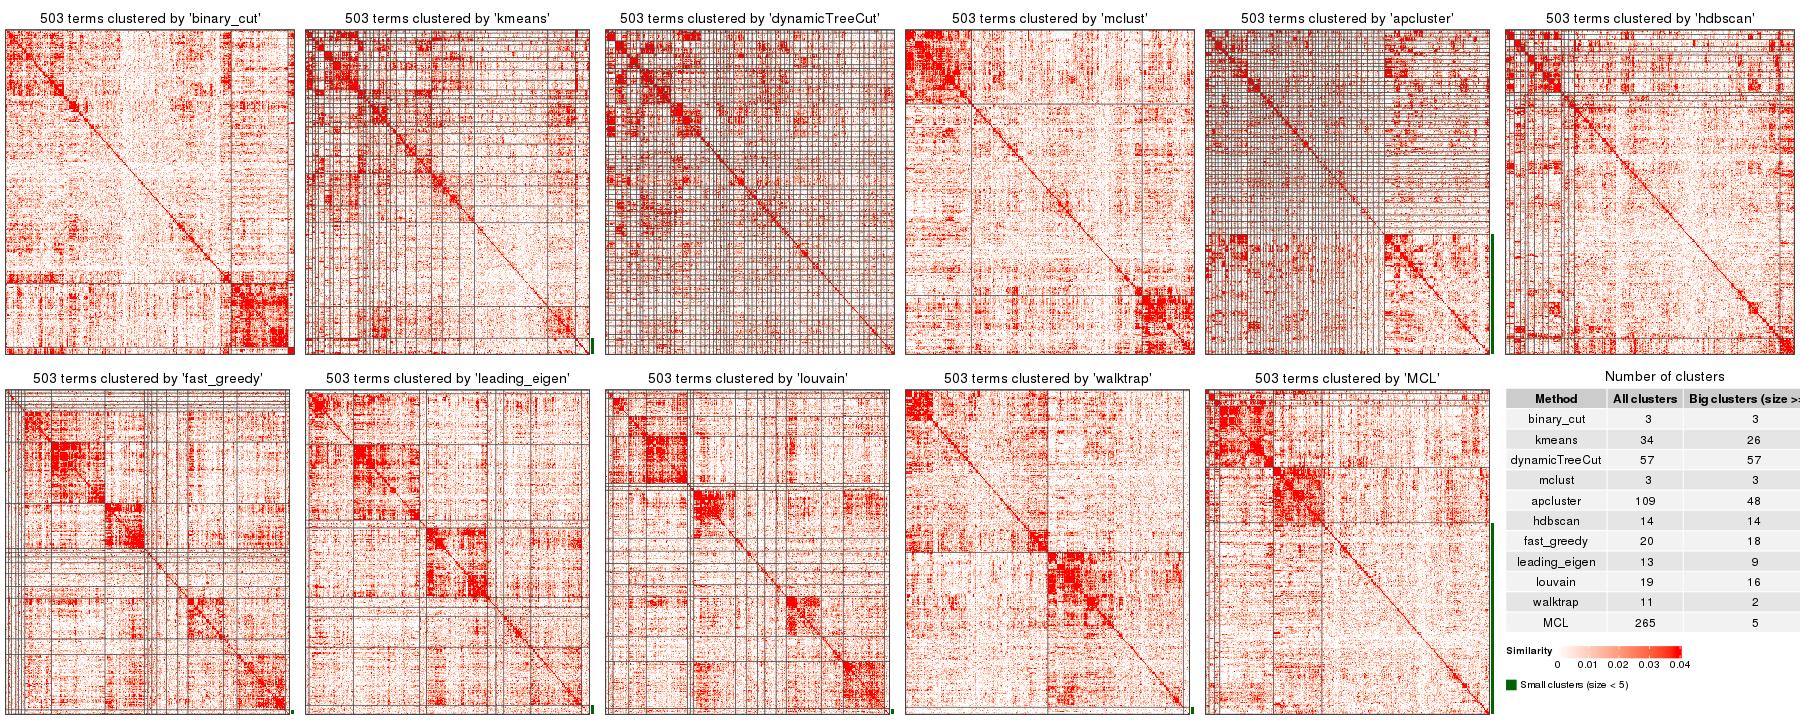 503 terms clustered by 'binary_cut'
503 terms clustered by 'kmeans'
503 terms clustered by 'dynamicTreeCut'
503 terms clustered by 'mclust'
503 terms clustered by 'apcluster'
503 terms clustered by 'hdbscan'
503 terms clustered by 'fast_greedy'
503 terms clustered by 'leading_eigen'
503 terms clustered by 'louvain'
503 terms clustered by 'walktrap'
503 terms clustered by 'MCL'
Number of clusters
Method All clusters Big clusters (size >
binary_cut 3 3
kmeans 34 26
dynamicTreeCut 57 57
mclust 3 3
apcluster 109 48
hdbscan 14 14
fast_greedy 20 18
leading_eigen 13 9
louvain 19 16
walktrap 11 2
MCL 265 5
Similarity
0 0.01 0.02 0.03 0.04
Small clusters (size < 5)